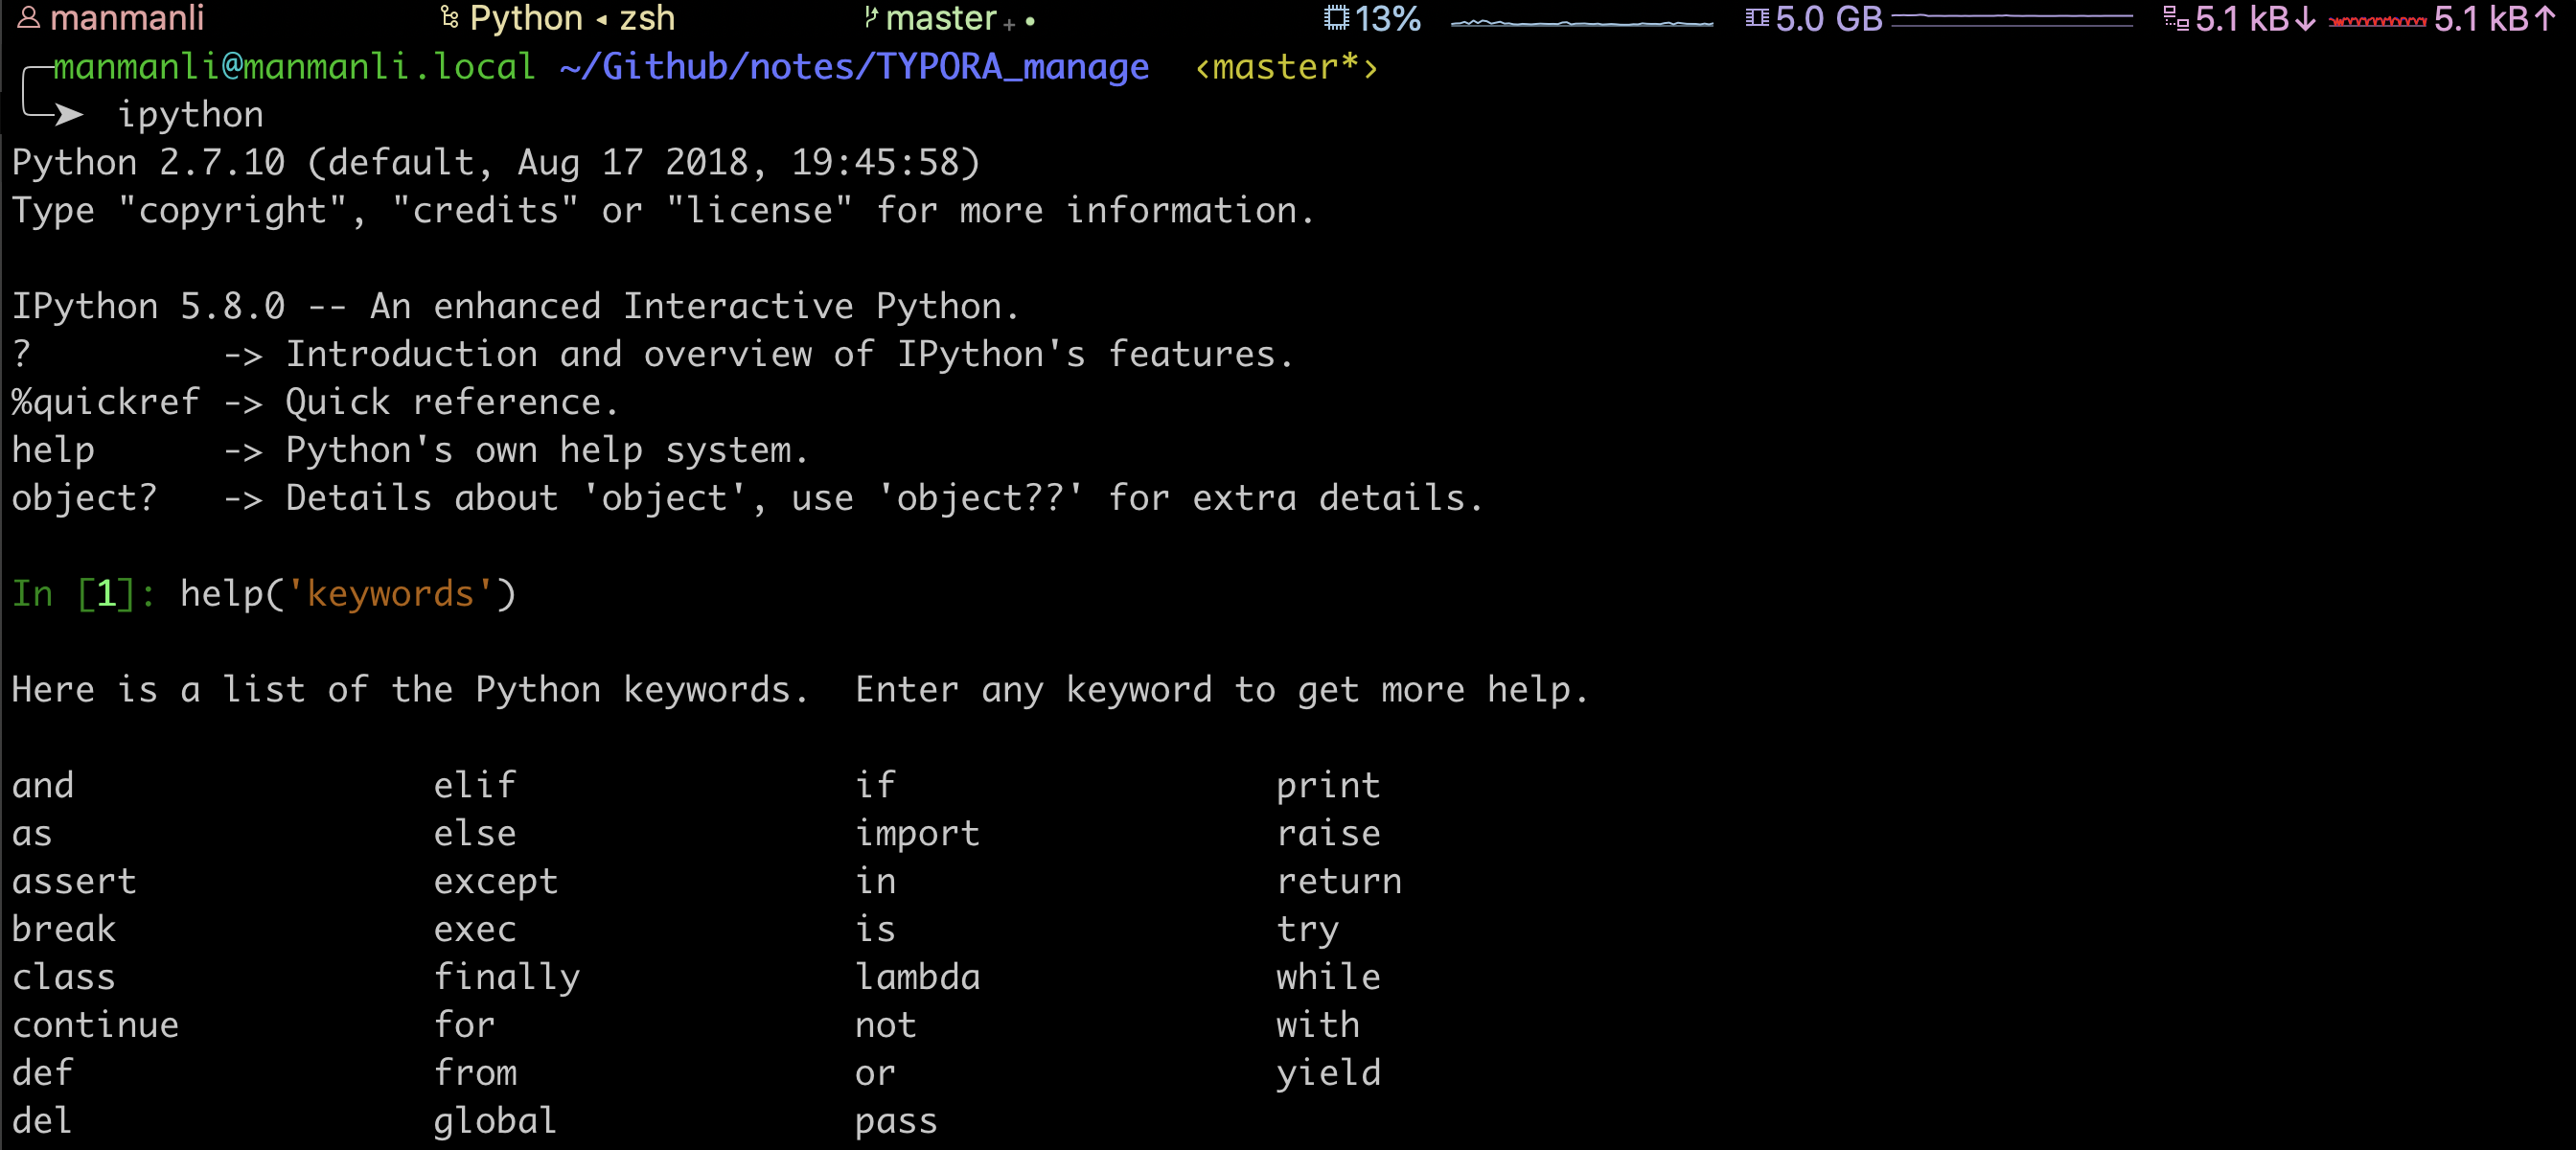 manmanli Python ◂ zsh master + • 13% 5.0 GB 5.1 kB↓ 5.1 kB↑
manmanli@manmanli.local ~/Github/notes/TYPORA_manage ‹master*›
➤ ipython
Python 2.7.10 (default, Aug 17 2018, 19:45:58)
Type "copyright", "credits" or "license" for more information.
IPython 5.8.0 -- An enhanced Interactive Python.
? -> Introduction and overview of IPython's features.
%quickref -> Quick reference.
help -> Python's own help system.
object? -> Details about 'object', use 'object??' for extra details.
In [1]: help('keywords')
Here is a list of the Python keywords. Enter any keyword to get more help.
and elif if print
as else import raise
assert except in return
break exec is try
class finally lambda while
continue for not with
def from or yield
del global pass